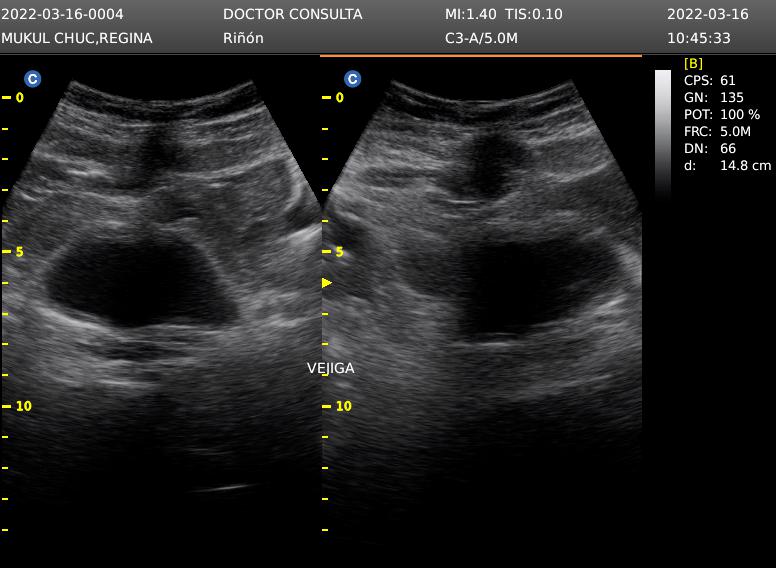 2022-03-16-0004 DOCTOR CONSULTA MI:1.40 TIS:0.10 2022-03-16
MUKUL CHUC,REGINA Riñón C3-A/5.0M 10:45:33
C C
0 0
5 5
10 10
VEJIGA
[B]
CPS: 61
GN: 135
POT: 100 %
FRC: 5.0M
DN: 66
d: 14.8 cm